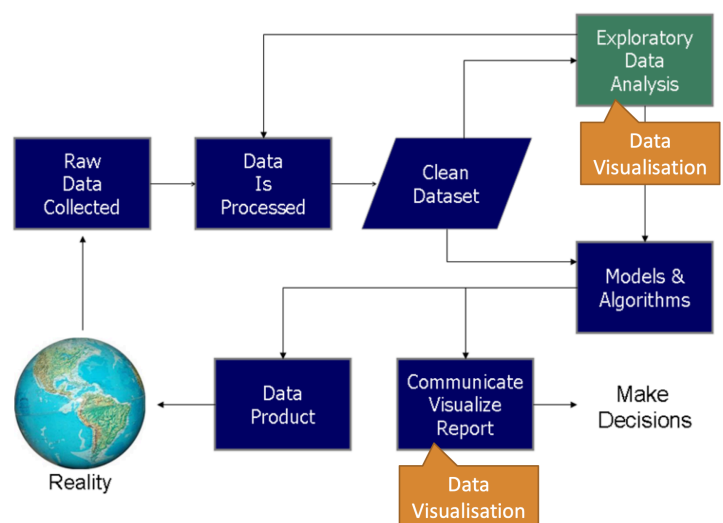 Exploratory
Data
Analysis
Data
Visualisation
Raw
Data
Collected
Data
Is
Processed
Clean
Dataset
Models &
Algorithms
Data
Product
Communicate
Visualize
Report
Make
Decisions
Reality
Data
Visualisation